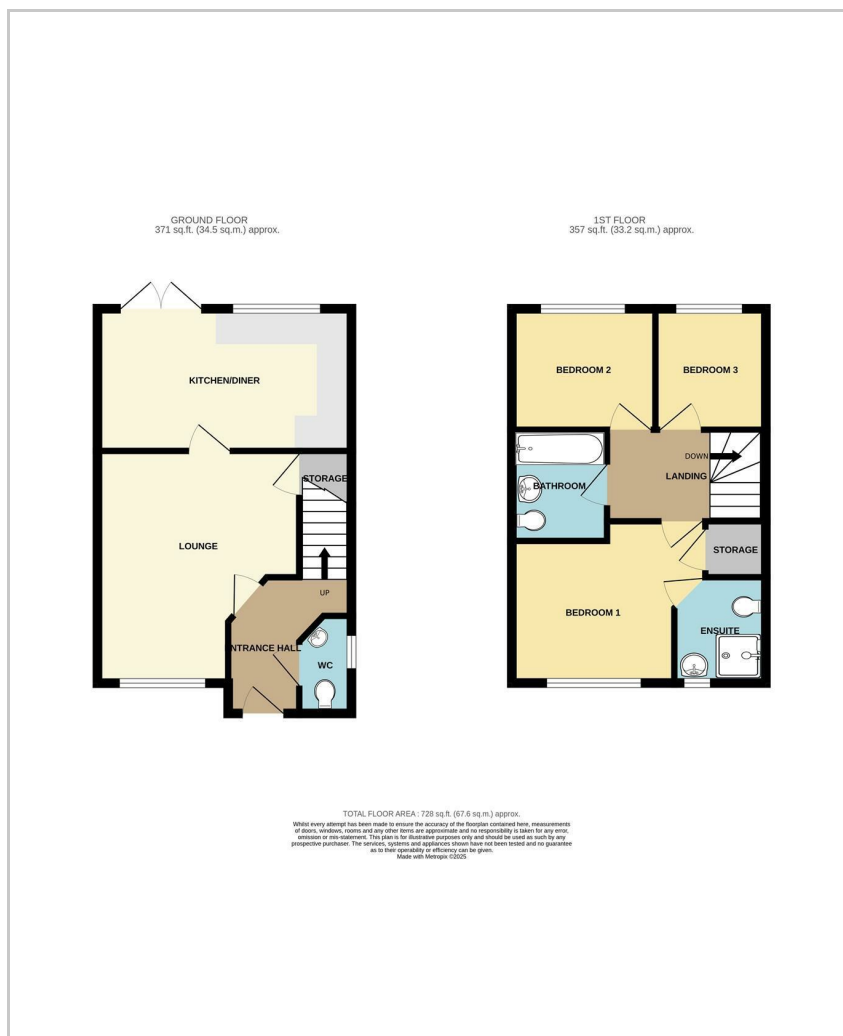 GROUND FLOOR
371 sq.ft. (34.5 sq.m.) approx.
KITCHEN/DINER
STORAGE
LOUNGE
UP
ENTRANCE HALL
WC
1ST FLOOR
357 sq.ft. (33.2 sq.m.) approx.
BEDROOM 2
BEDROOM 3
DOWN
LANDING
BATHROOM
STORAGE
BEDROOM 1
ENSUITE
TOTAL FLOOR AREA : 728 sq.ft. (67.6 sq.m.) approx.
Whilst every attempt has been made to ensure the accuracy of the floorplan contained here, measurements
of doors, windows, rooms and any other items are approximate and no responsibility is taken for any error,
omission or mis-statement. This plan is for illustrative purposes only and should be used as such by any
prospective purchaser. The services, systems and appliances shown have not been tested and no guarantee
as to their operability or efficiency can be given.
Made with Metropix ©2025